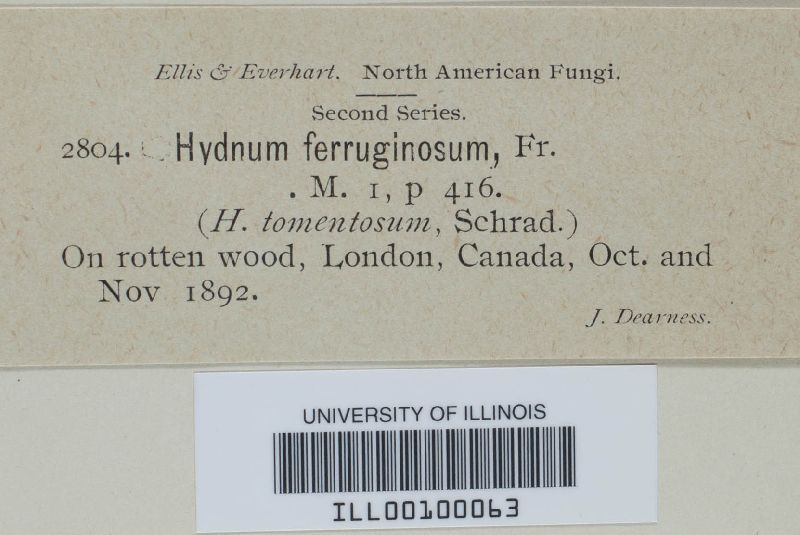 Ellis & Everhart. North American Fungi.
Second Series.
2804. Hydnum ferruginosum, Fr.
. M. 1, p 416.
(H. tomentosum, Schrad.)
On rotten wood, London, Canada, Oct. and
Nov 1892.
J. Dearness.
UNIVERSITY OF ILLINOIS
ILL00100063